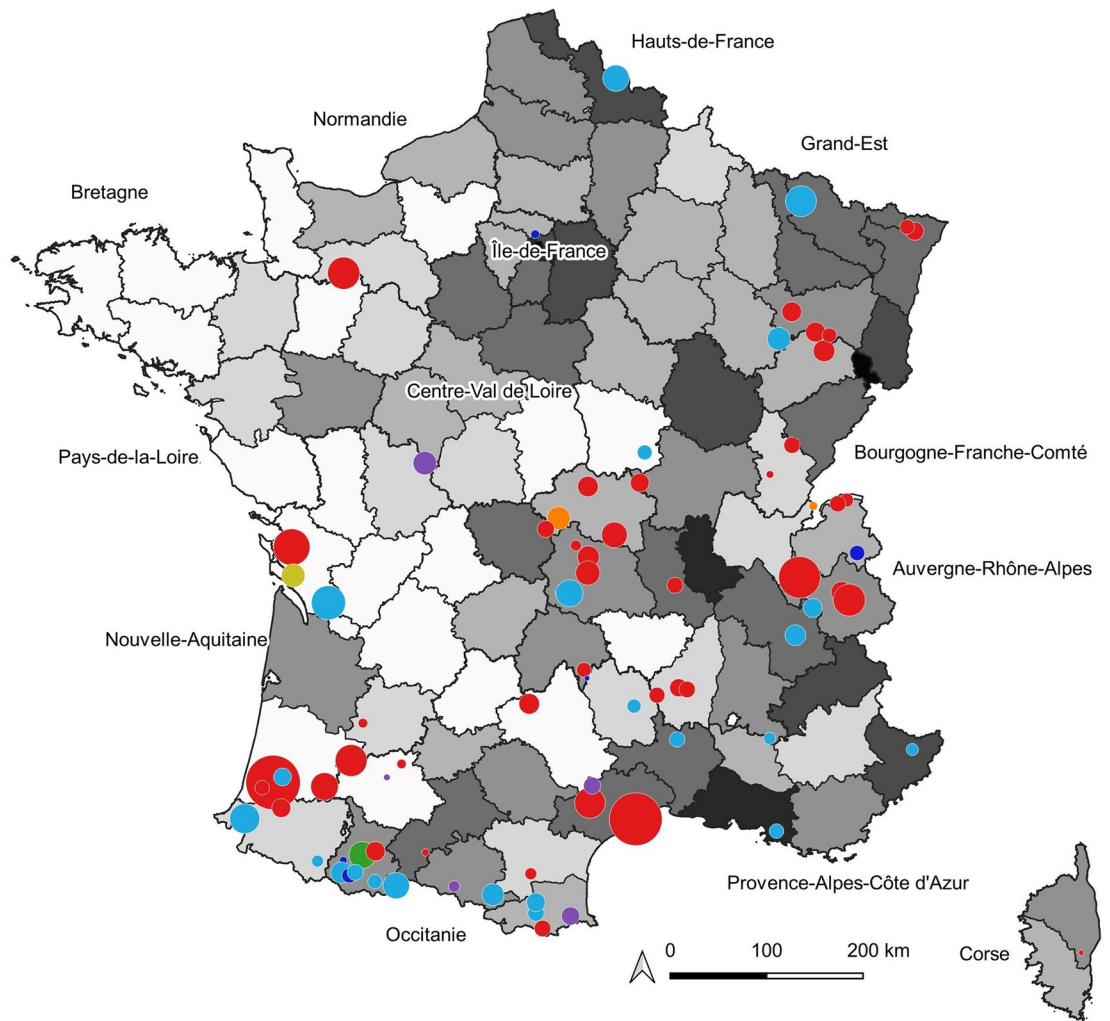 Hauts-de-France
Normandie
Grand-Est
Bretagne
Île-de-France
Centre-Val de Loire
Pays-de-la-Loire
Bourgogne-Franche-Comté
Auvergne-Rhône-Alpes
Nouvelle-Aquitaine
Provence-Alpes-Côte d'Azur
Occitanie
0 100 200 km
Corse